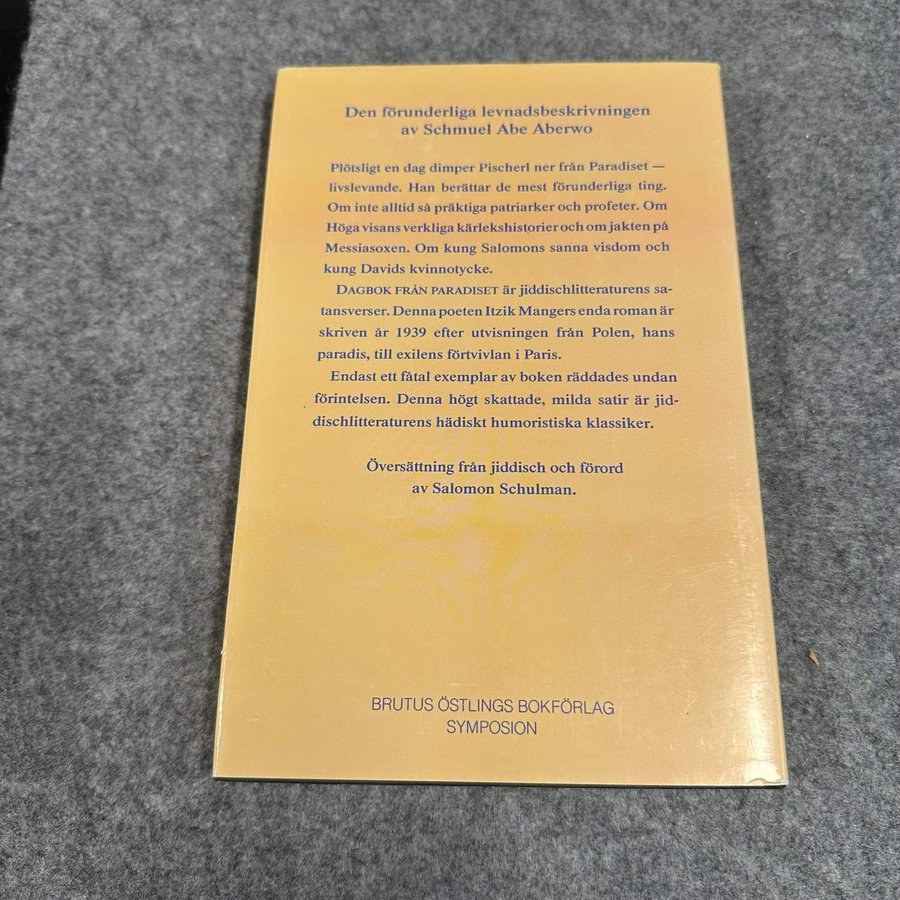 Den förunderliga levnadsbeskrivningen
av Schmuel Abe Aberwo
Plötsligt en dag dimper Pischerl ner från Paradiset —
livslevande. Han berättar de mest förunderliga ting.
Om inte alltid så präktiga patriarker och profeter. Om
Höga visans verkliga kärlekshistorier och om jakten på
Messiasoxen. Om kung Salomons sanna visdom och
kung Davids kvinnotycke.
DAGBOK FRÅN PARADISET är jiddischlitteraturens sa-
tansverser. Denna poeten Itzik Mangers enda roman är
skriven år 1939 efter utvisningen från Polen, hans
paradis, till exilens förtvivlan i Paris.
Endast ett fåtal exemplar av boken räddades undan
förintelsen. Denna högt skattade, milda satir är jid-
dischlitteraturens hädiskt humoristiska klassiker.
Översättning från jiddisch och förord
av Salomon Schulman.
BRUTUS ÖSTLINGS BOKFÖRLAG
SYMPOSION